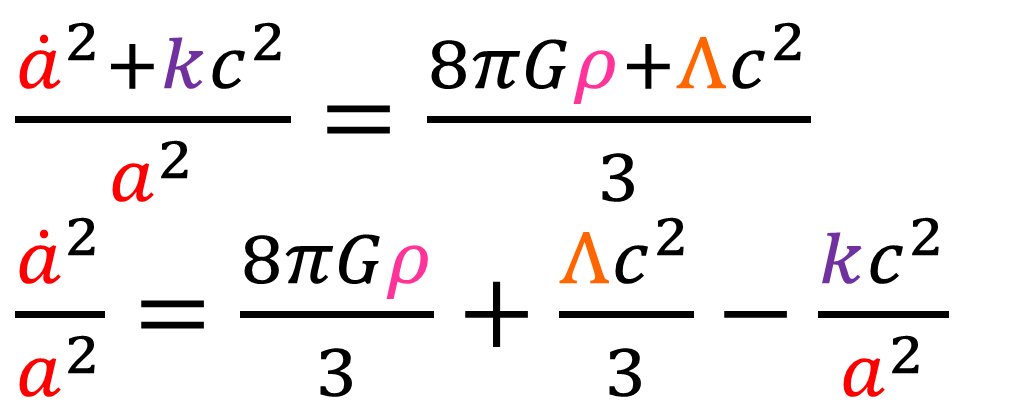 (ȧ² + kc²)/a² = (8πGρ + Λc²)/3
ȧ²/a² = 8πGρ/3 + Λc²/3 − kc²/a²